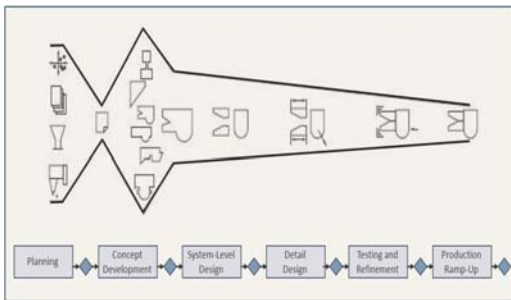 Planning
Concept
Development
System-Level
Design
Detail
Design
Testing and
Refinement
Production
Ramp-Up